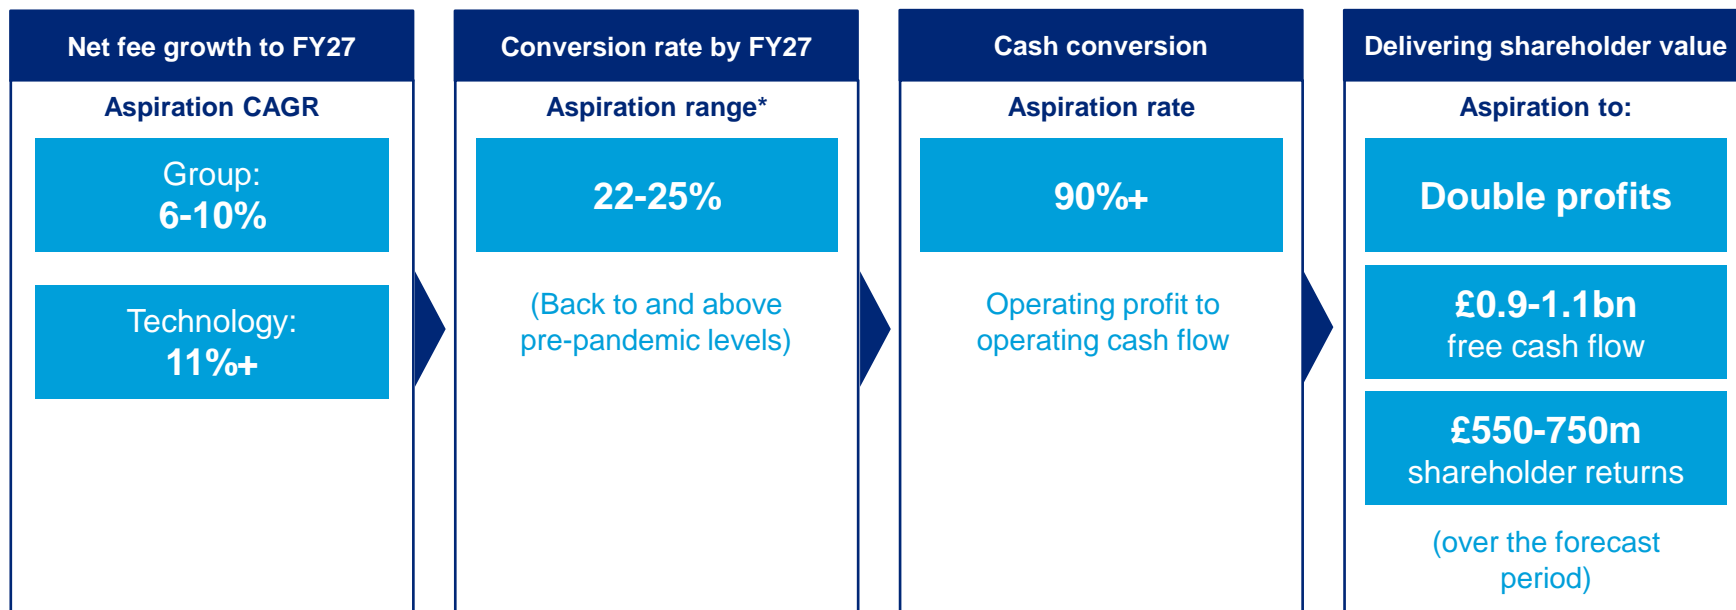 Net fee growth to FY27
Aspiration CAGR
Group:
6-10%
Technology:
11%+
Conversion rate by FY27
Aspiration range*
22-25%
(Back to and above
pre-pandemic levels)
Cash conversion
Aspiration rate
90%+
Operating profit to
operating cash flow
Delivering shareholder value
Aspiration to:
Double profits
£0.9-1.1bn
free cash flow
£550-750m
shareholder returns
(over the forecast
period)